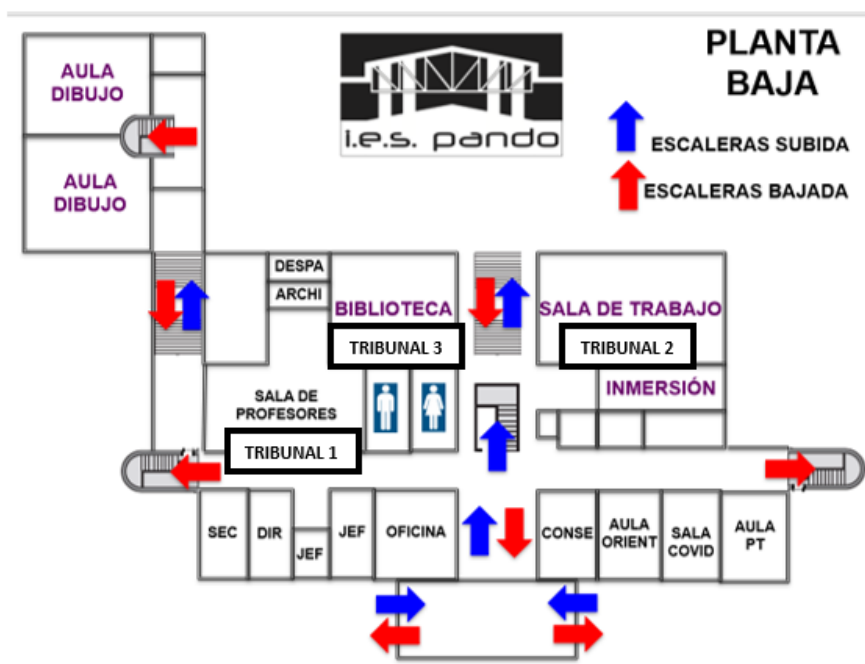 PLANTA
BAJA
i.e.s. pando
ESCALERAS SUBIDA
ESCALERAS BAJADA
AULA
DIBUJO
AULA
DIBUJO
DESPA
ARCHI
BIBLIOTECA
TRIBUNAL 3
SALA DE TRABAJO
TRIBUNAL 2
INMERSIÓN
SALA DE
PROFESORES
TRIBUNAL 1
SEC
DIR
JEF
JEF
OFICINA
CONSE
AULA
ORIENT
SALA
COVID
AULA
PT